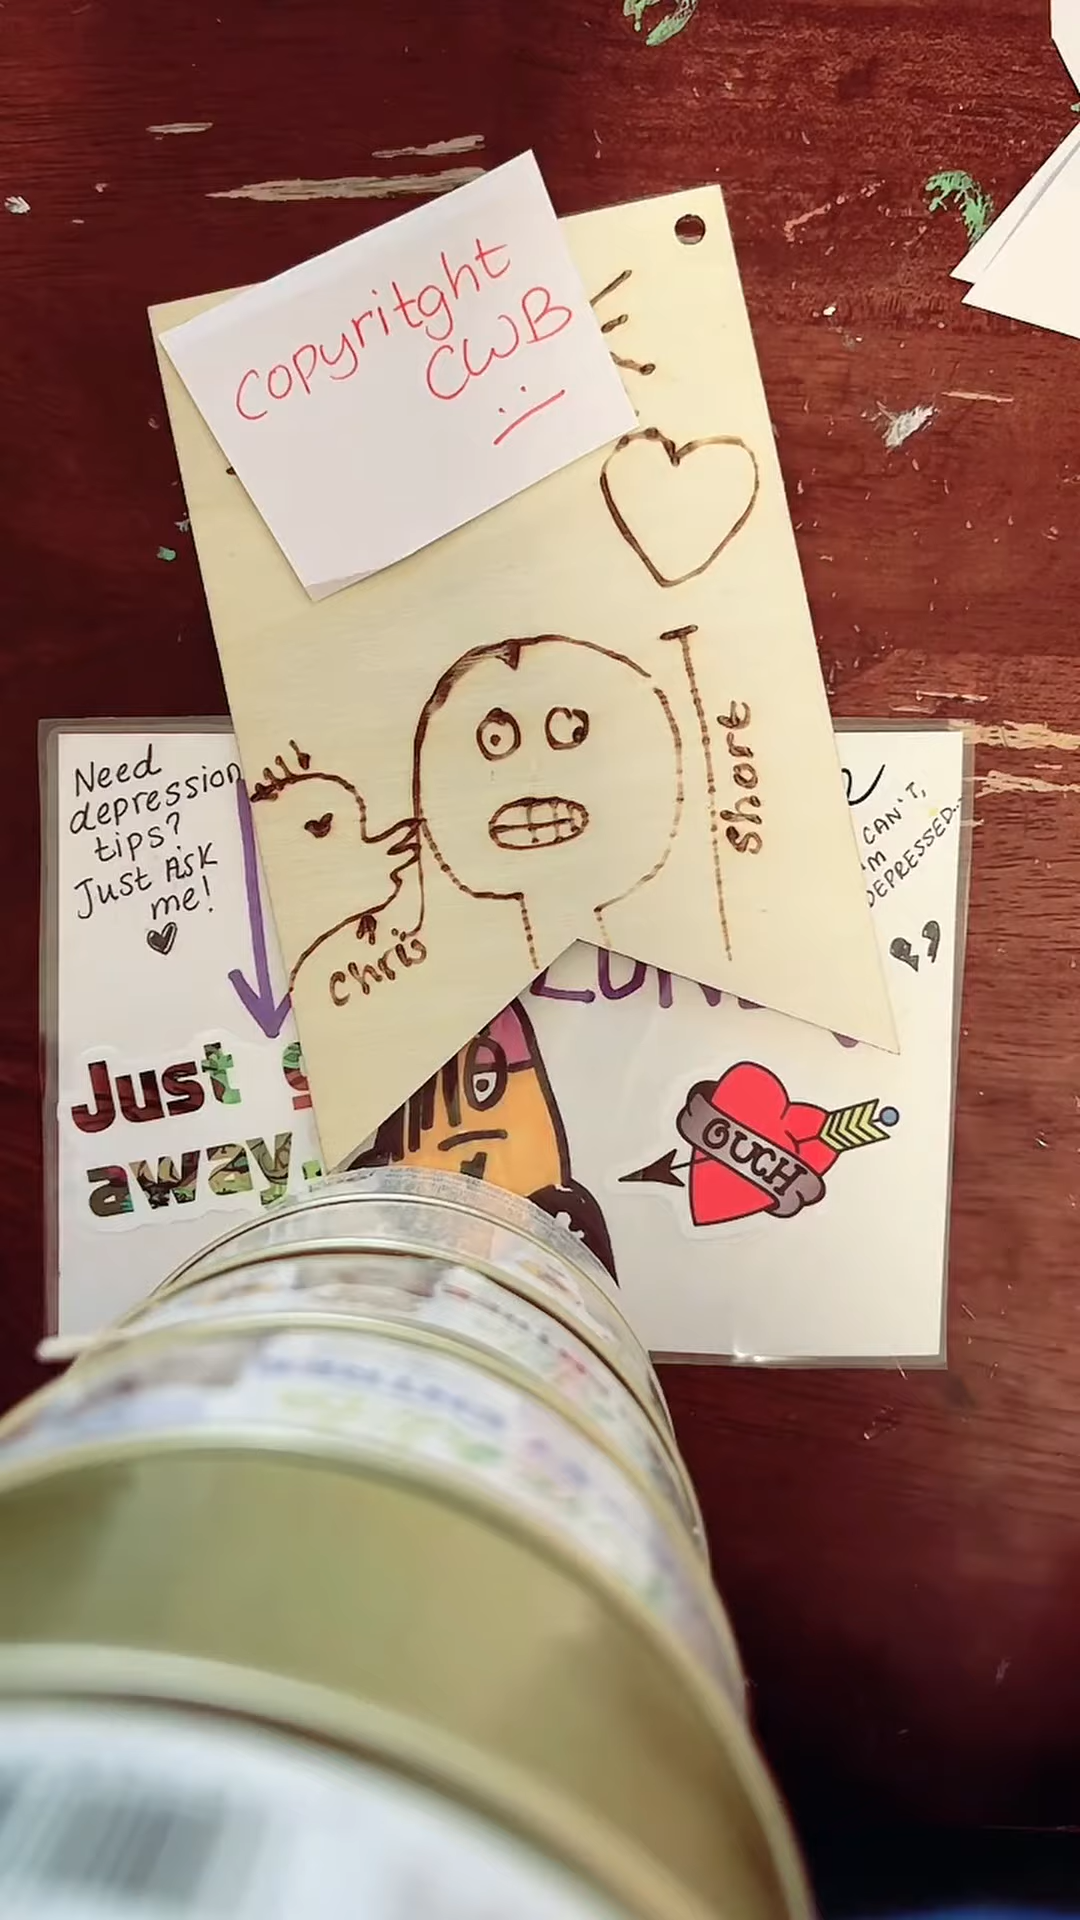 copyritght
CWB
short
chris
Need
depression
tips?
Just Ask
me!
CAN'T,
DEPRESSED...
Just
away.
OUCH